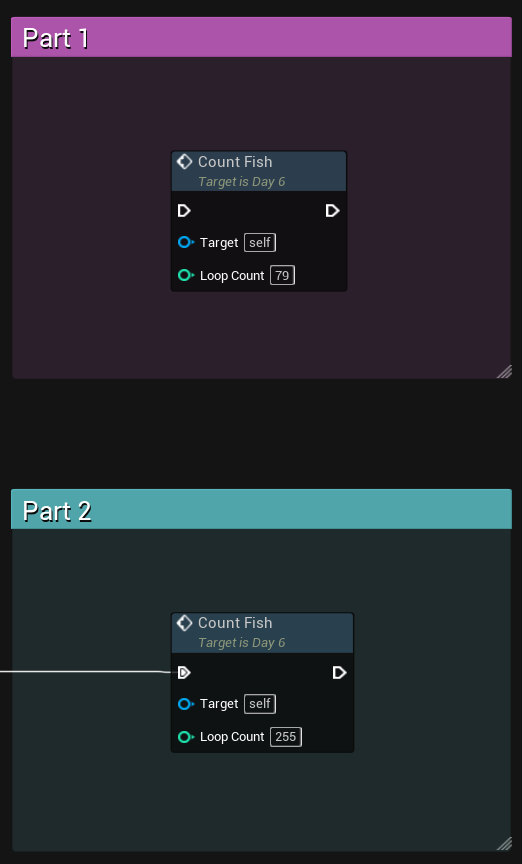 Part 1
Count Fish
Target is Day 6
Target self
Loop Count 79
Part 2
Count Fish
Target is Day 6
Target self
Loop Count 255